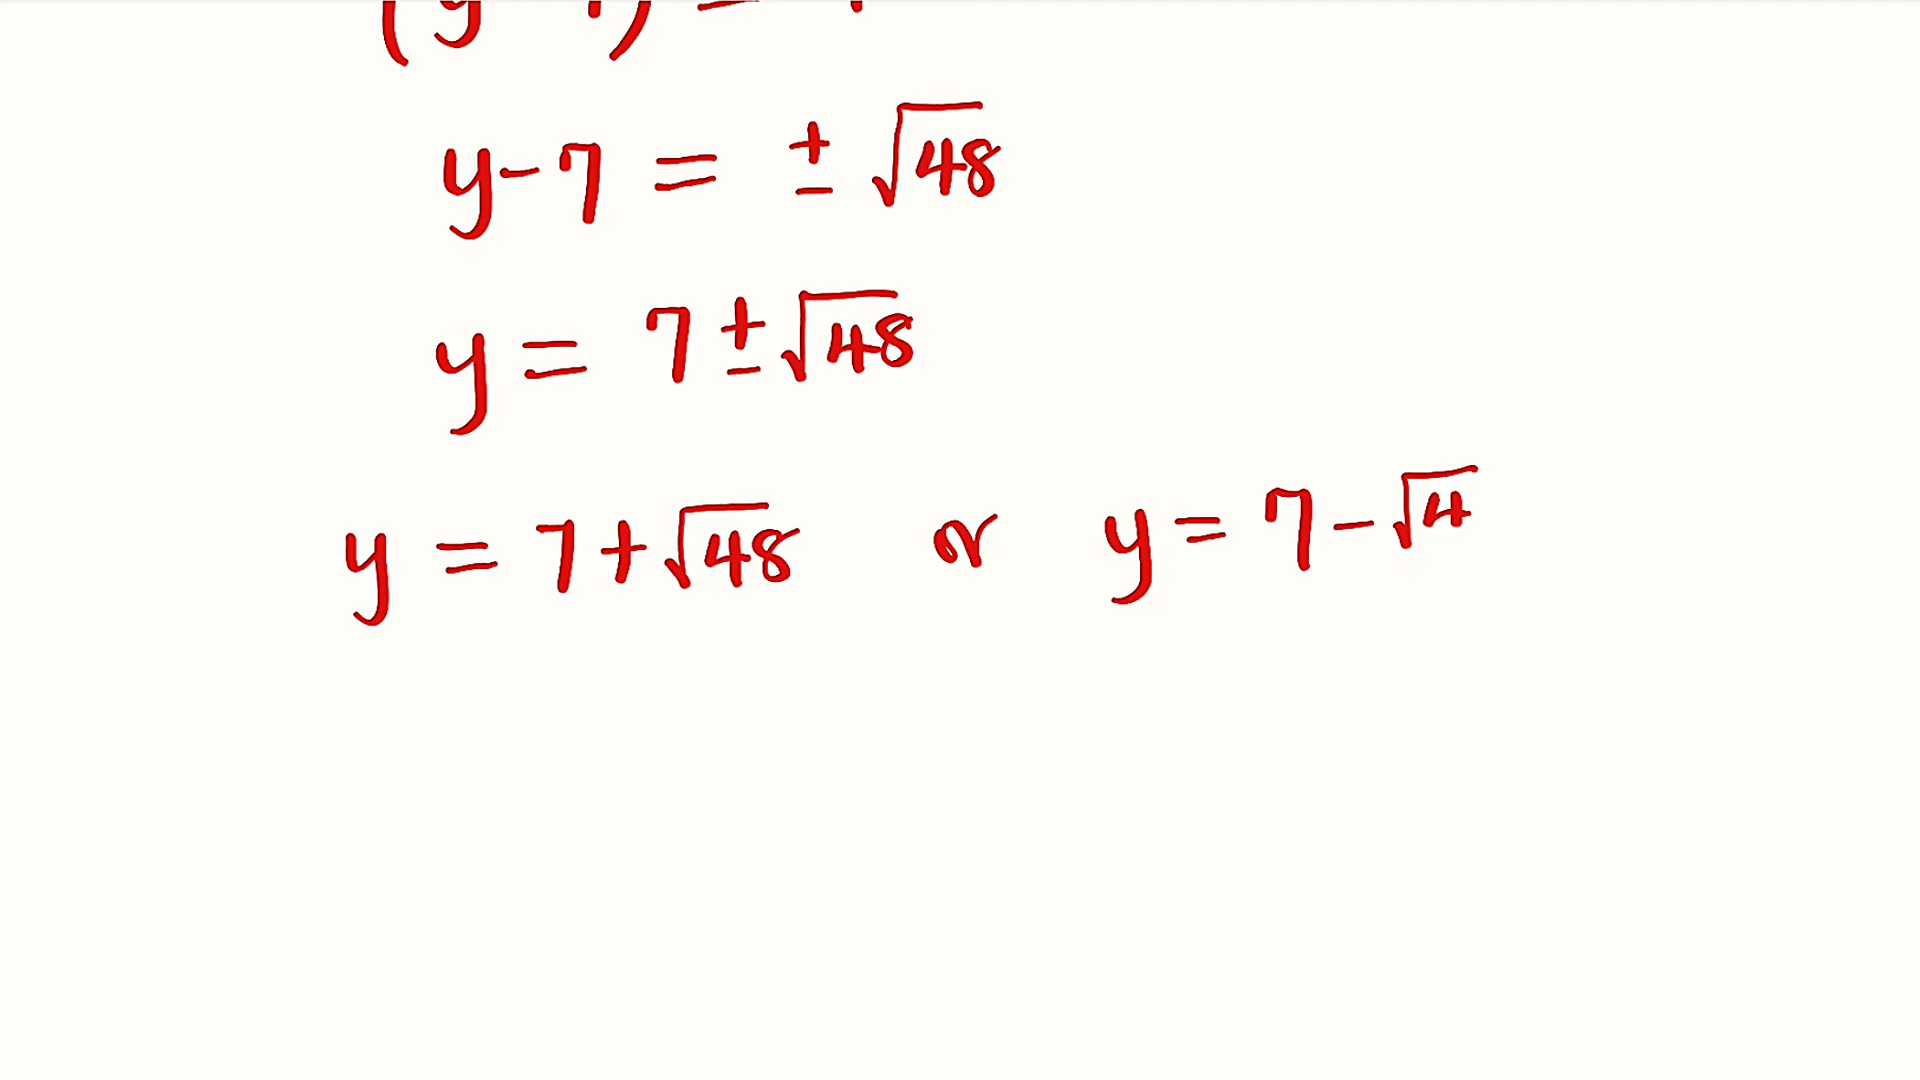 y-7 = ± √48
y = 7 ± √48
y = 7 + √48 or y = 7 - √4